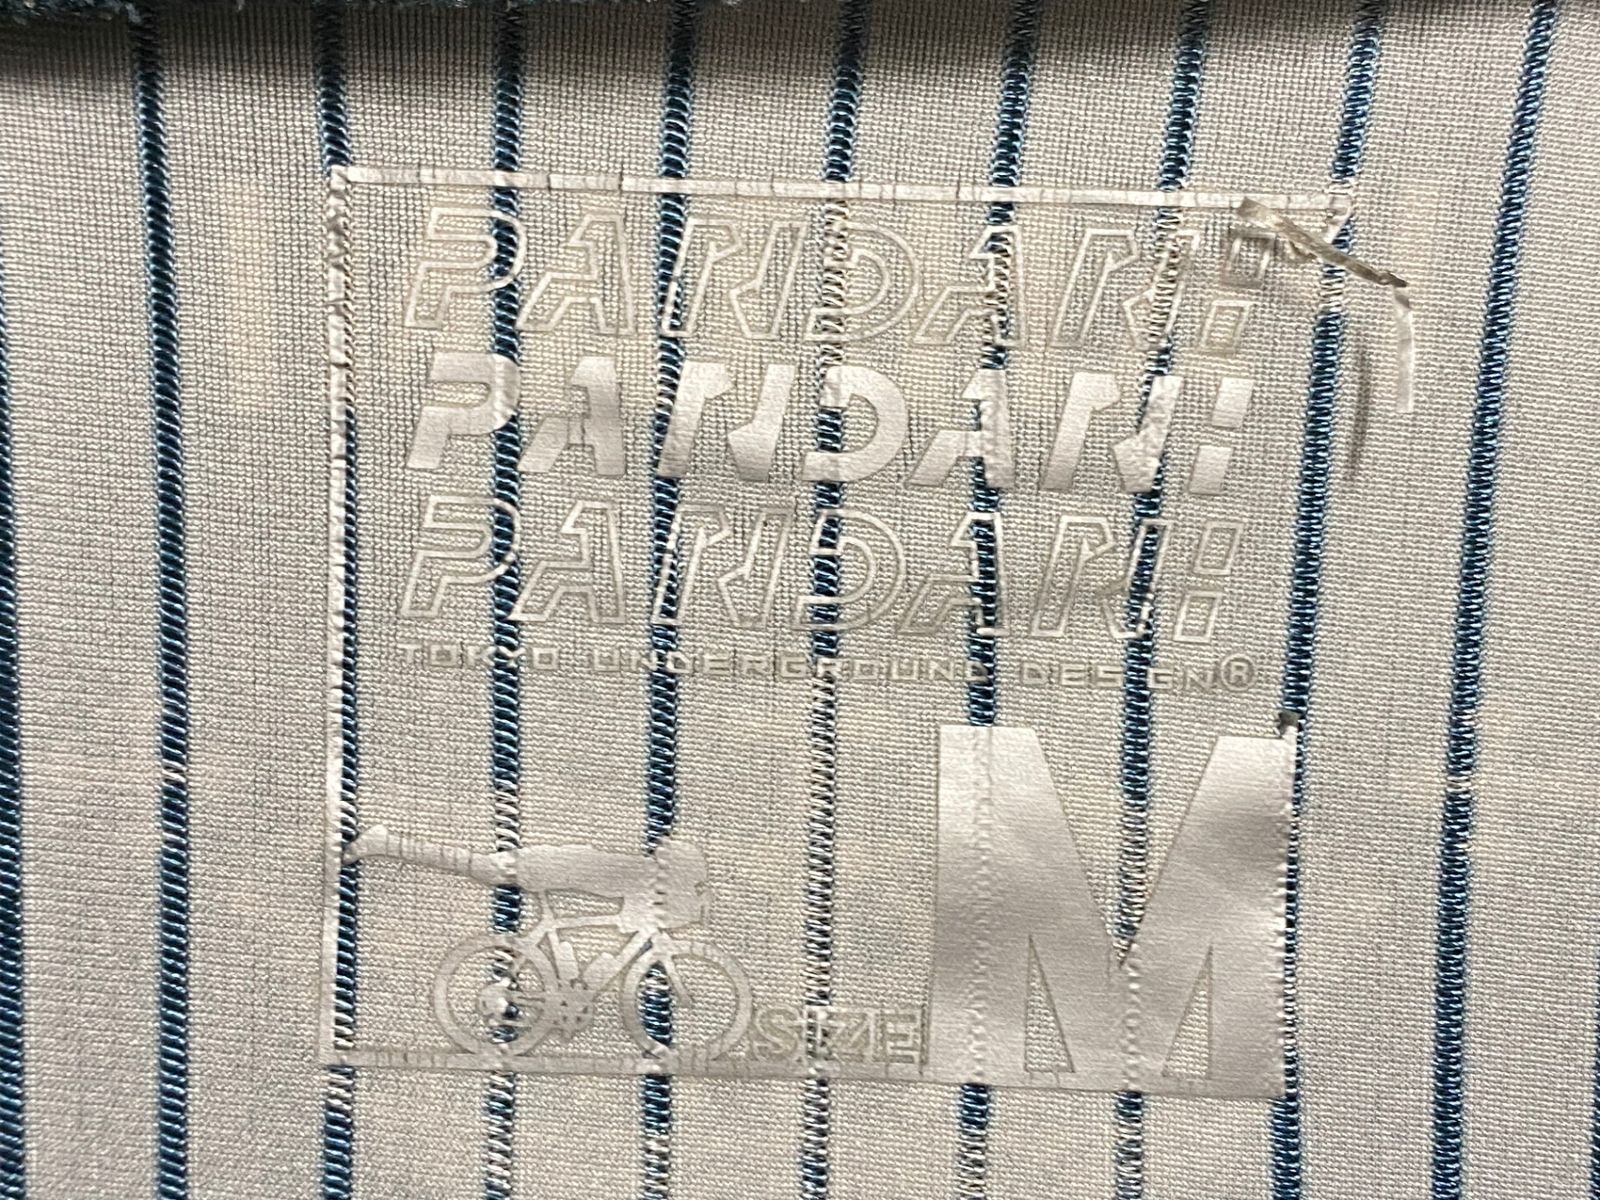 PANDANI
PANDANI
PANDANI
TOKYO UNDERGROUND DESIGN®
SIZE M